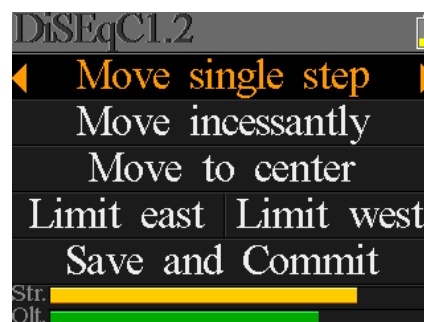 DiSEqC1.2
Move single step
Move incessantly
Move to center
Limit east Limit west
Save and Commit
Str.
Qlt.